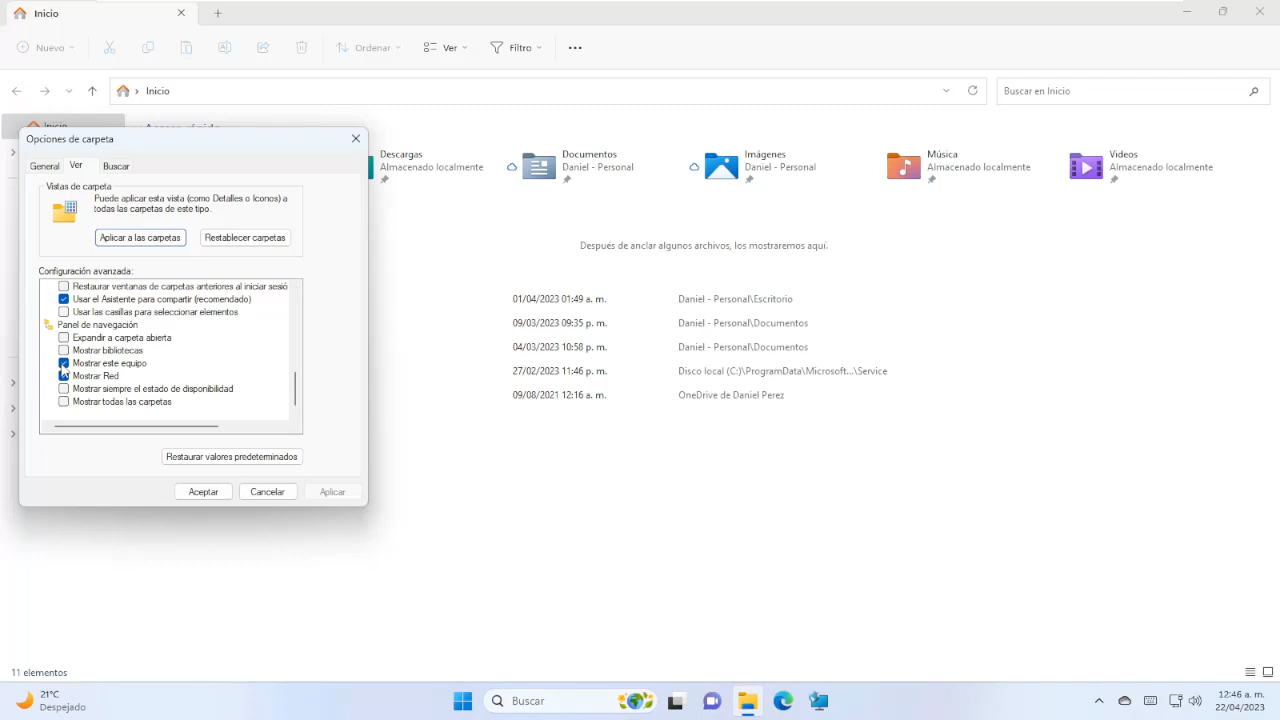 Inicio
Nuevo
Ordenar
Ver
Filtro
Inicio
Buscar en Inicio
Opciones de carpeta
General
Ver
Buscar
Vistas de carpeta
Puede aplicar esta vista (como Detalles o Iconos) a
todas las carpetas de este tipo.
Aplicar a las carpetas
Restablecer carpetas
Configuración avanzada:
Restaurar ventanas de carpetas anteriores al iniciar sesió
Usar el Asistente para compartir (recomendado)
Usar las casillas para seleccionar elementos
Panel de navegación
Expandir a carpeta abierta
Mostrar bibliotecas
Mostrar este equipo
Mostrar Red
Mostrar siempre el estado de disponibilidad
Mostrar todas las carpetas
Restaurar valores predeterminados
Aceptar
Cancelar
Aplicar
Descargas
Almacenado localmente
Documentos
Daniel - Personal
Imágenes
Daniel - Personal
Música
Almacenado localmente
Videos
Almacenado localmente
Después de anclar algunos archivos, los mostraremos aquí.
01/04/2023 01:49 a. m. Daniel - Personal\Escritorio
09/03/2023 09:35 p. m. Daniel - Personal\Documentos
04/03/2023 10:58 p. m. Daniel - Personal\Documentos
27/02/2023 11:46 p. m. Disco local (C:)\ProgramData\Microsoft...\Service
09/08/2021 12:16 a. m. OneDrive de Daniel Perez
11 elementos
21°C
Despejado
Buscar
12:46 a. m.
22/04/2023